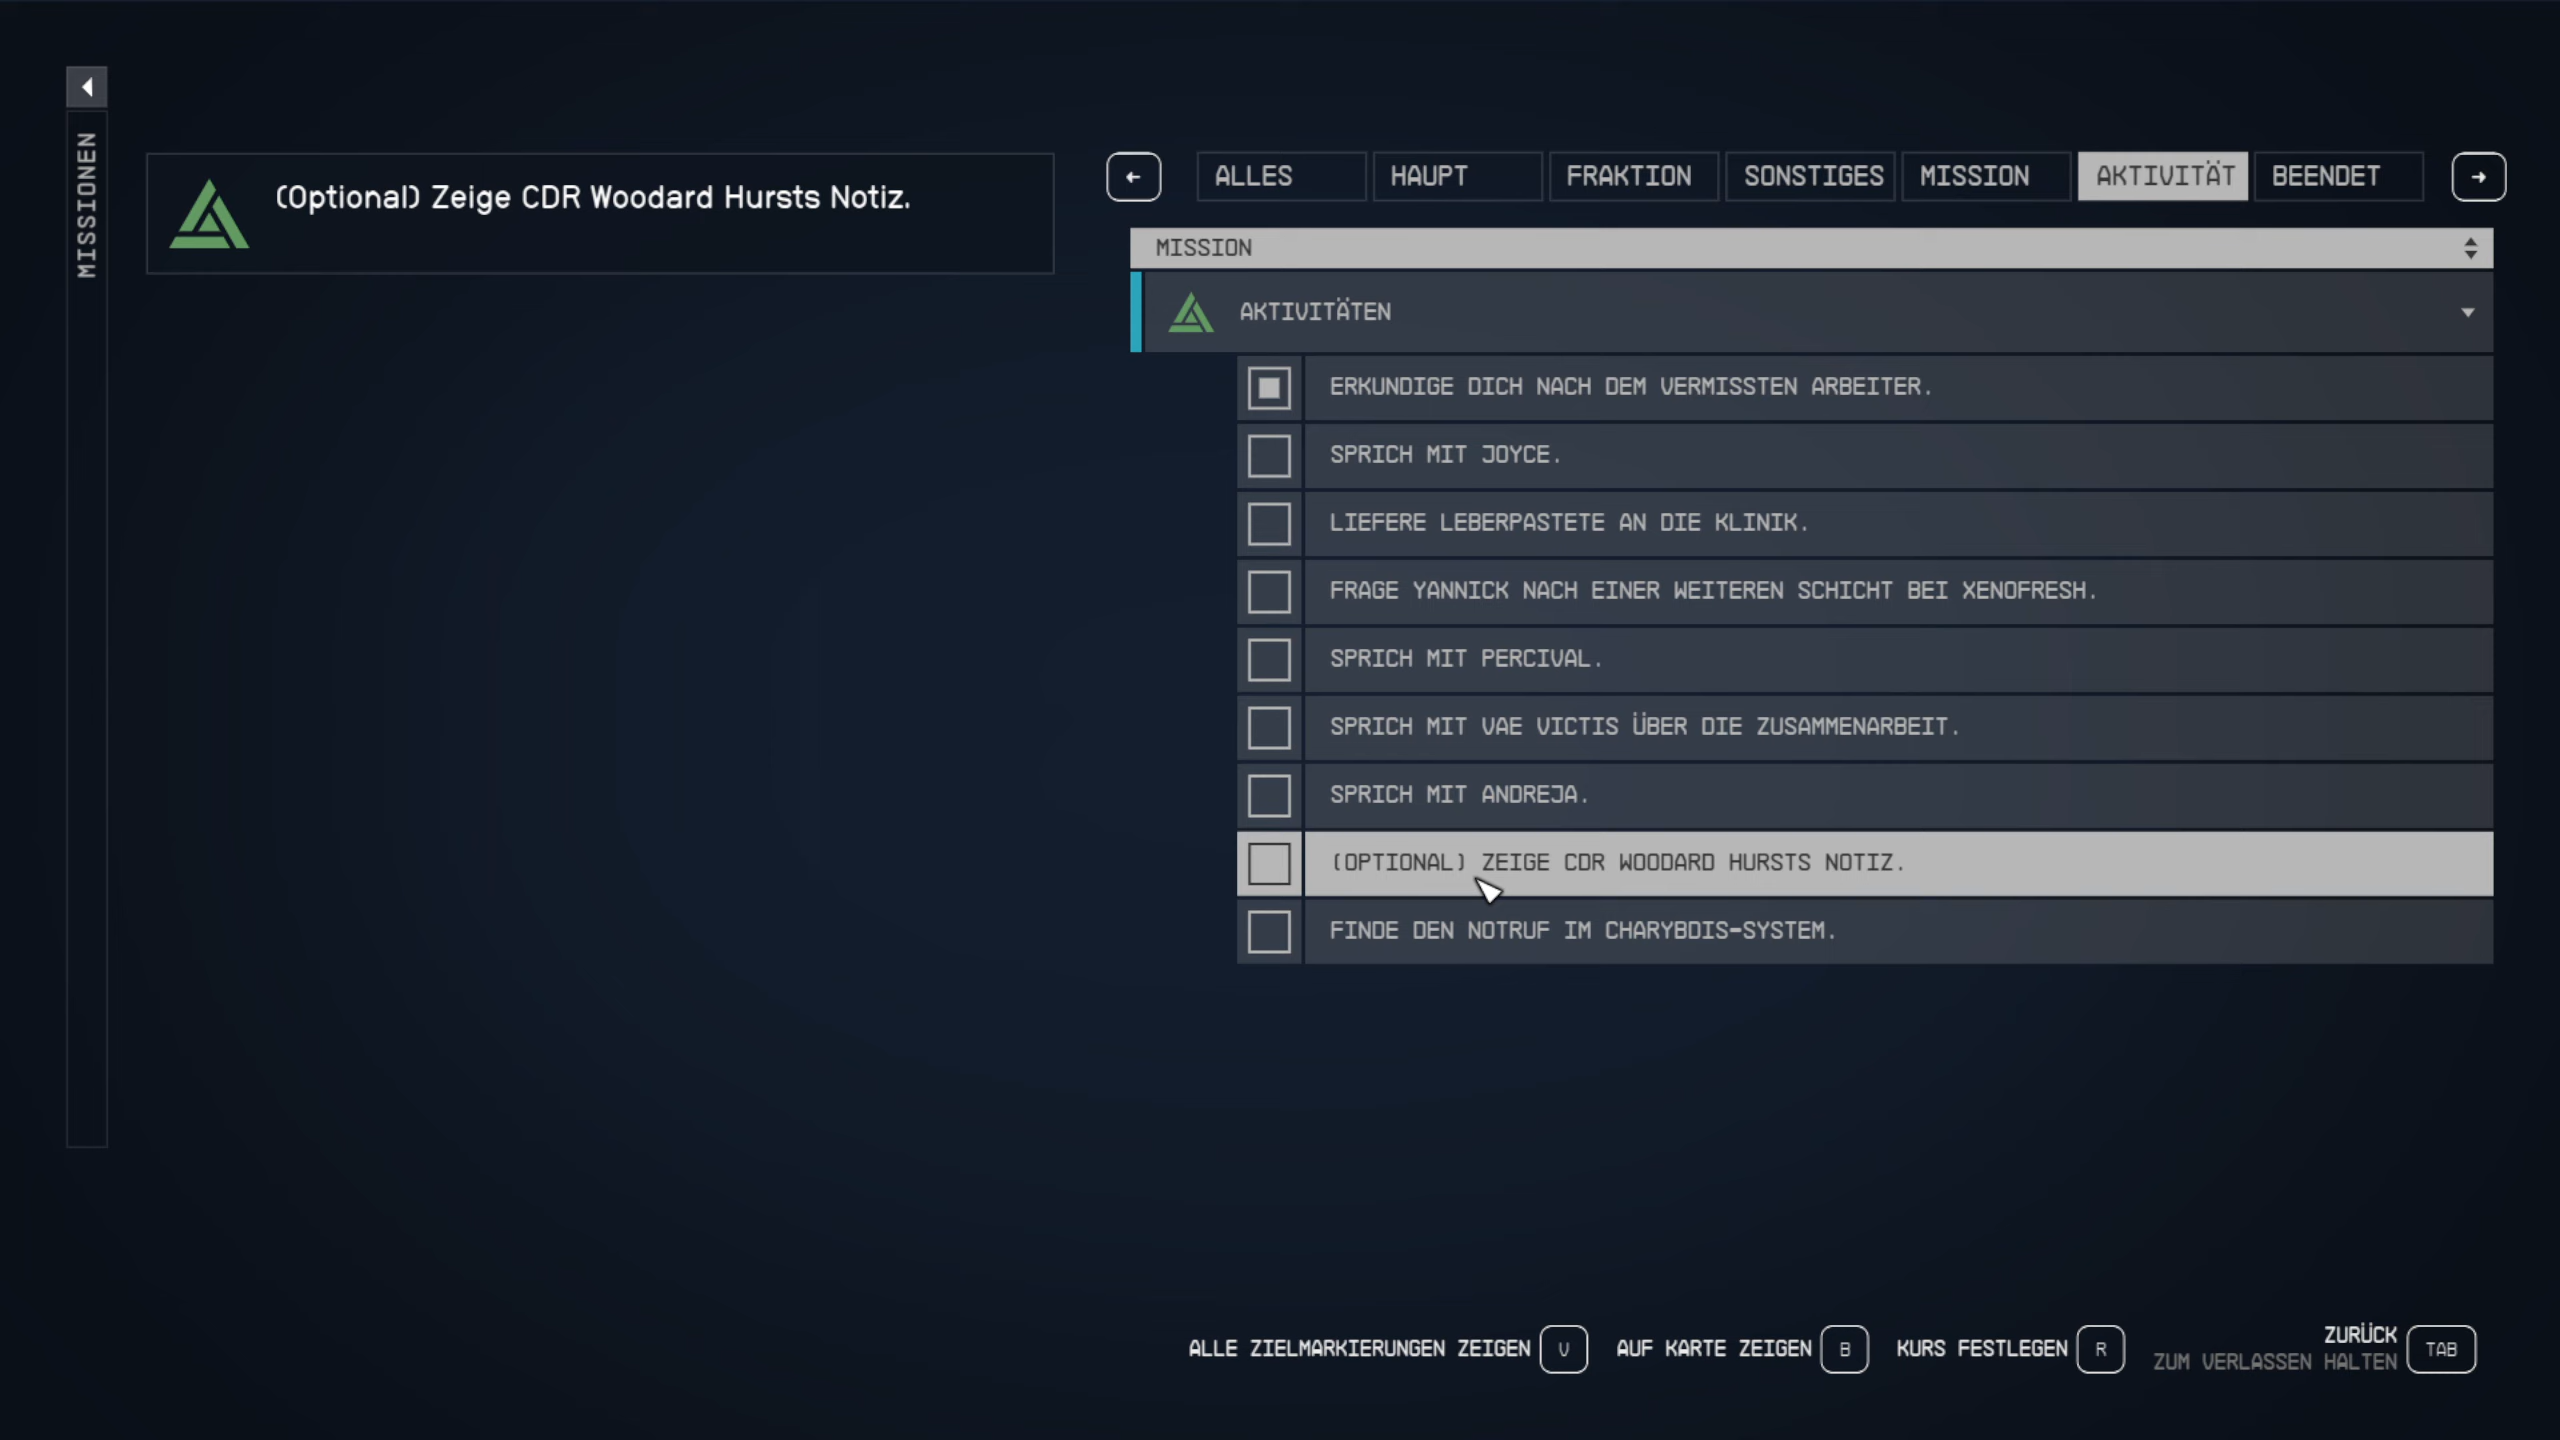 MISSIONEN
(Optional) Zeige CDR Woodard Hursts Notiz.
ALLES
HAUPT
FRAKTION
SONSTIGES
MISSION
AKTIVITÄT
BEENDET
MISSION
AKTIVITÄTEN
ERKUNDIGE DICH NACH DEM VERMISSTEN ARBEITER.
SPRICH MIT JOYCE.
LIEFERE LEBERPASTETE AN DIE KLINIK.
FRAGE YANNICK NACH EINER WEITEREN SCHICHT BEI XENOFRESH.
SPRICH MIT PERCIVAL.
SPRICH MIT VAE VICTIS ÜBER DIE ZUSAMMENARBEIT.
SPRICH MIT ANDREJA.
(OPTIONAL) ZEIGE CDR WOODARD HURSTS NOTIZ.
FINDE DEN NOTRUF IM CHARYBDIS-SYSTEM.
ALLE ZIELMARKIERUNGEN ZEIGEN V
AUF KARTE ZEIGEN B
KURS FESTLEGEN R
ZURÜCK
ZUM VERLASSEN HALTEN TAB